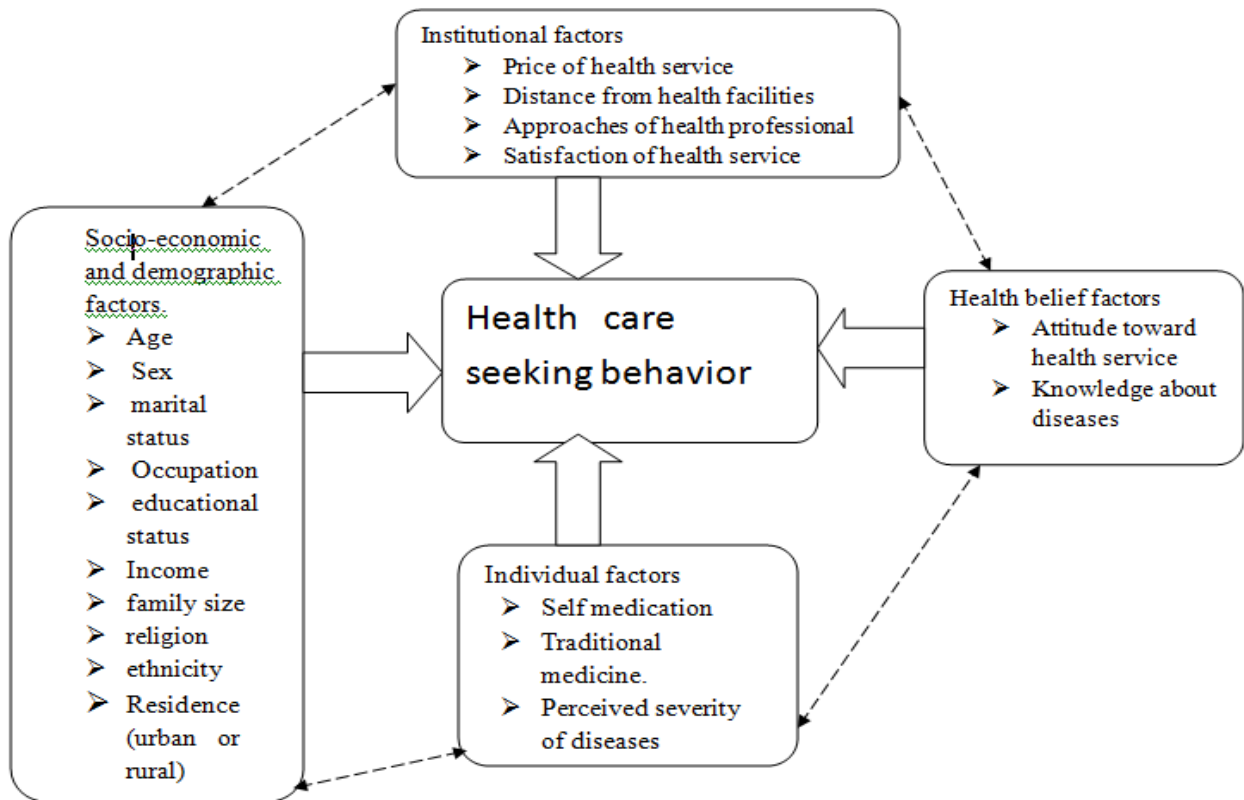 Institutional factors
➤ Price of health service
➤ Distance from health facilities
➤ Approaches of health professional
➤ Satisfaction of health service
Socio-economic
and demographic
factors.
➤ Age
➤ Sex
➤ marital
status
➤ Occupation
➤ educational
status
➤ Income
➤ family size
➤ religion
➤ ethnicity
➤ Residence
(urban or
rural)
Health care
seeking behavior
Health belief factors
➤ Attitude toward
health service
➤ Knowledge about
diseases
Individual factors
➤ Self medication
➤ Traditional
medicine.
➤ Perceived severity
of diseases